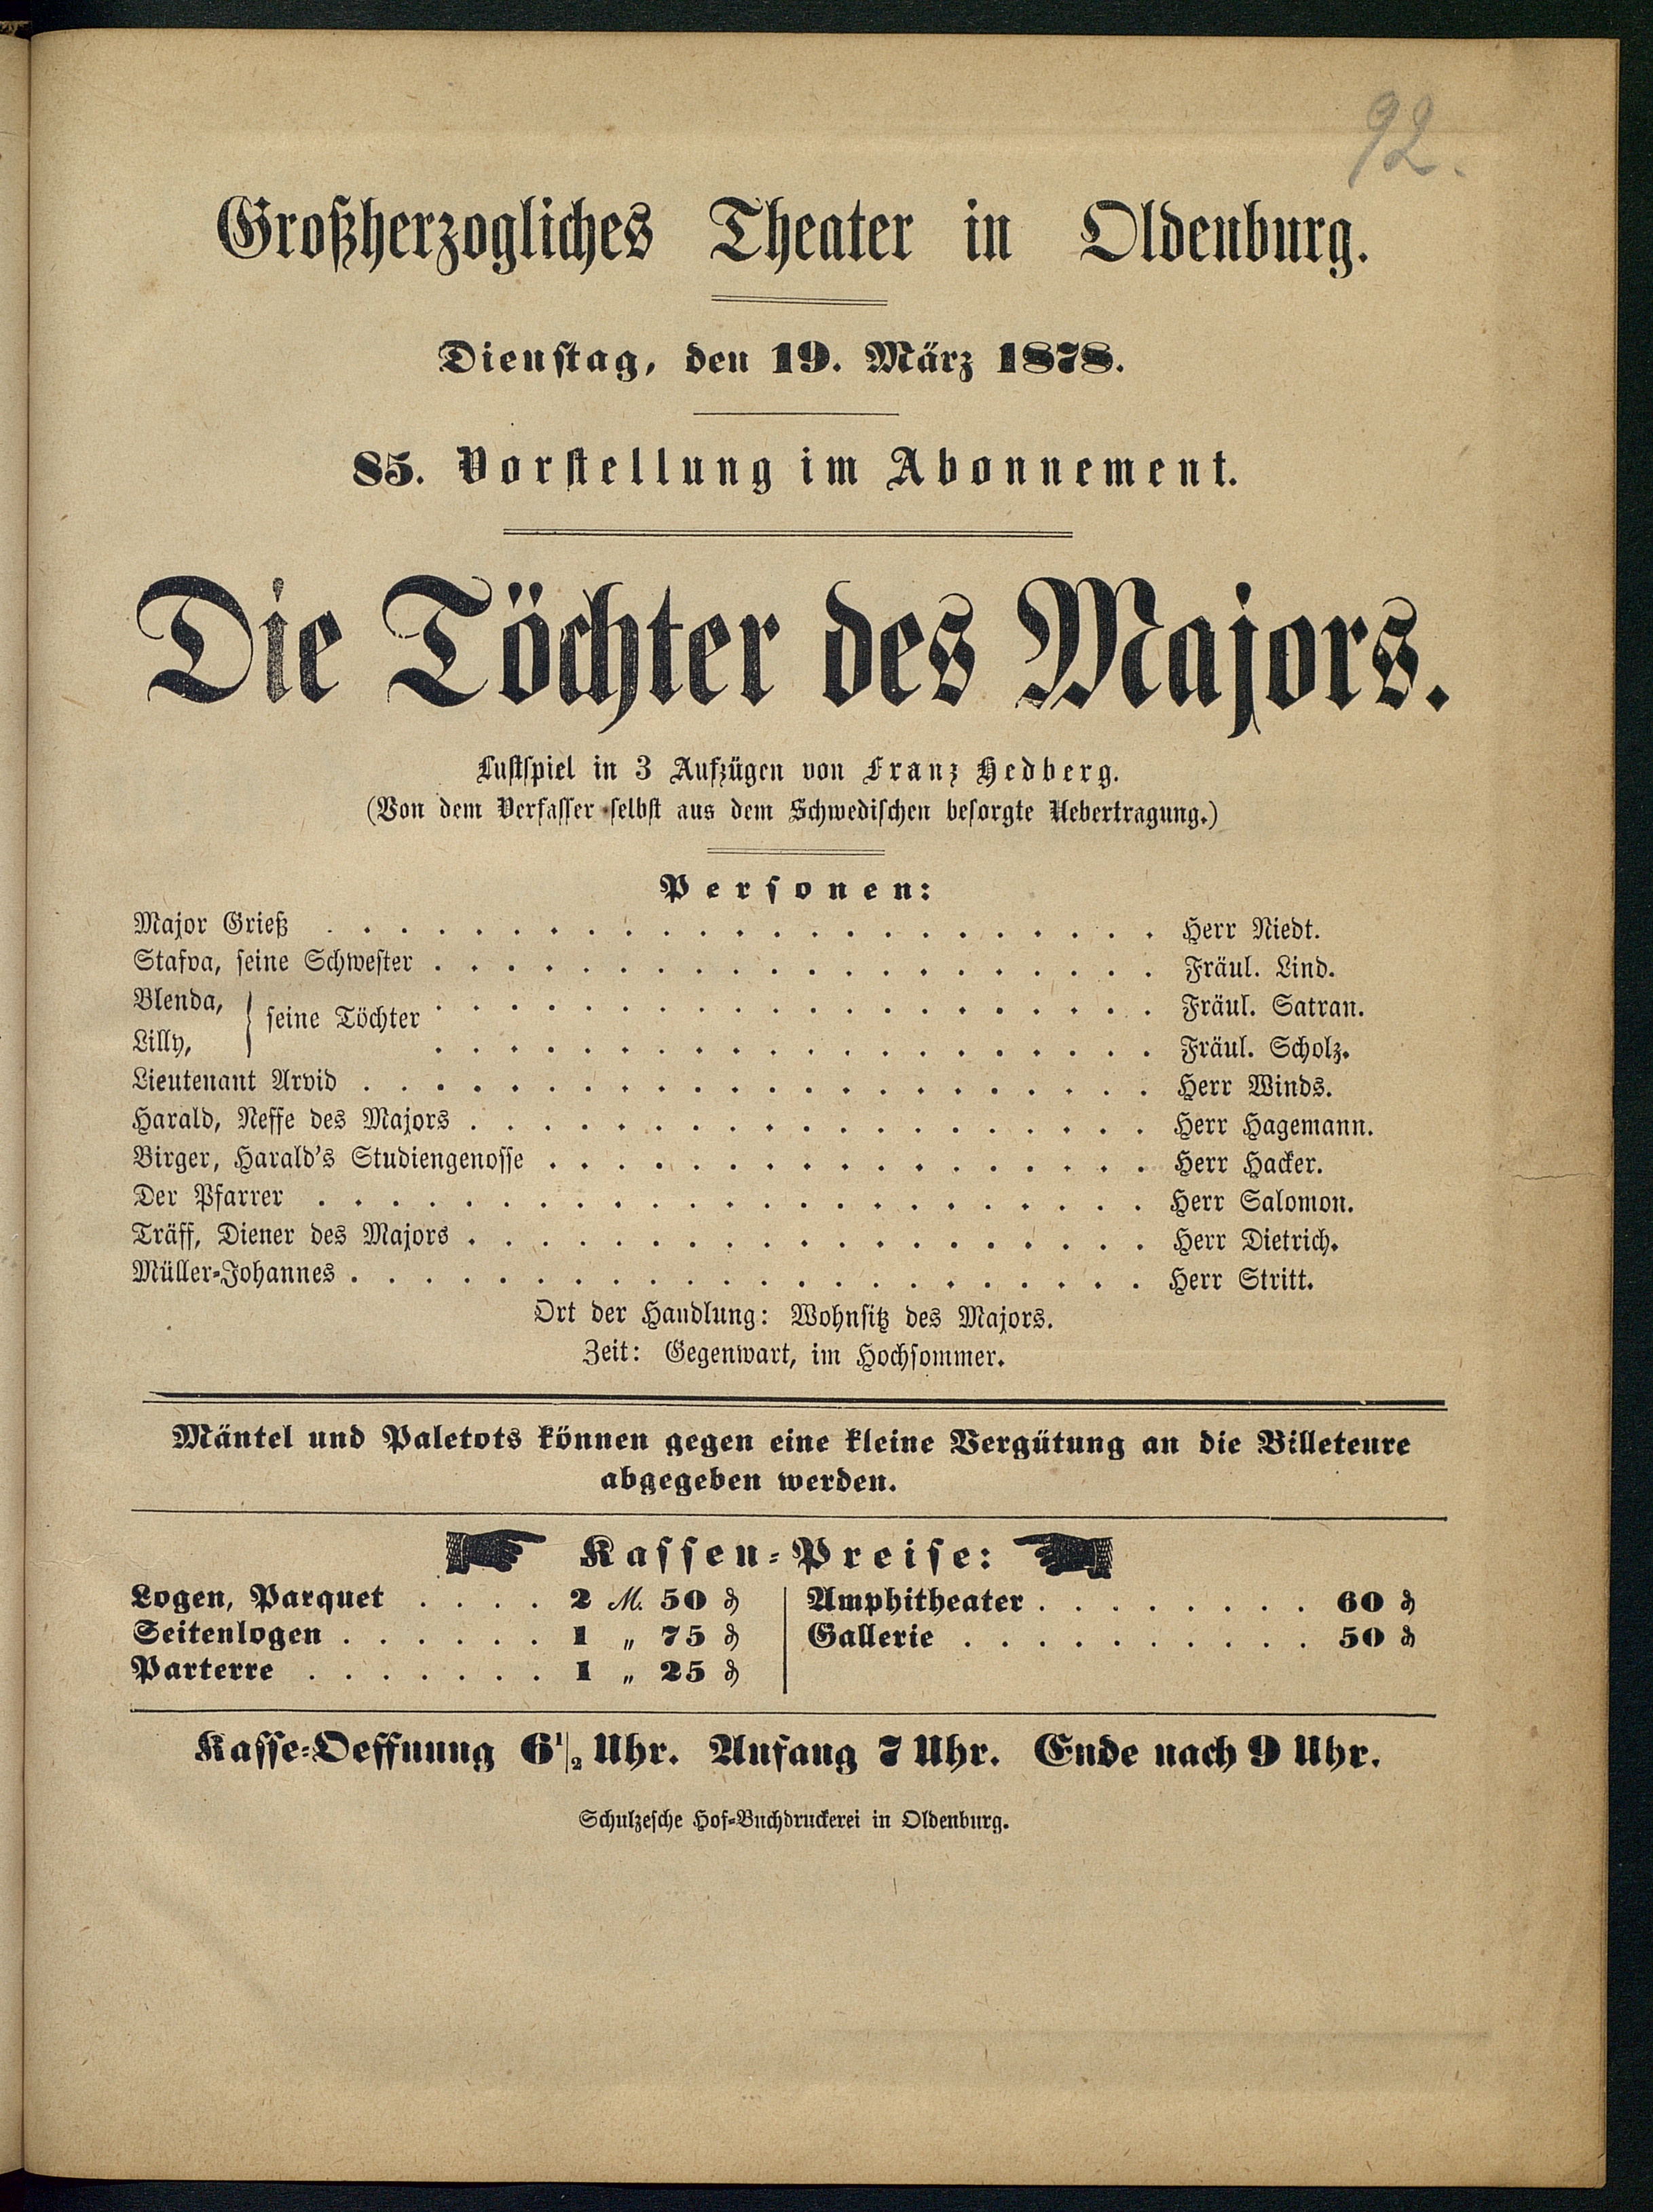 92.
Großherzogliches Theater in Oldenburg.
Dienstag, den 19. März 1878.
85. Vorstellung im Abonnement.
Die Töchter des Majors.
Lustspiel in 3 Aufzügen von Franz Hedberg.
(Von dem Verfasser selbst aus dem Schwedischen besorgte Uebertragung.)
Personen:
Major Grieß . . . . . . . . . . Herr Niedt.
Stafva, seine Schwester . . . . . . . . . . Fräul. Lind.
Blenda, } seine Töchter . . . . . . . . . . Fräul. Satran.
Lilly, . . . . . . . . . . Fräul. Scholz.
Lieutenant Arvid . . . . . . . . . . Herr Winds.
Harald, Neffe des Majors . . . . . . . . . . Herr Hagemann.
Birger, Harald's Studiengenosse . . . . . . . . . . Herr Hacker.
Der Pfarrer . . . . . . . . . . Herr Salomon.
Träff, Diener des Majors . . . . . . . . . . Herr Dietrich.
Müller-Johannes . . . . . . . . . . Herr Stritt.
Ort der Handlung: Wohnsitz des Majors.
Zeit: Gegenwart, im Hochsommer.
Mäntel und Paletots können gegen eine kleine Vergütung an die Billeteure
abgegeben werden.
Kassen-Preise:
Logen, Parquet . . . . 2 M. 50 ₰
Seitenlogen . . . . . . 1 „ 75 ₰
Parterre . . . . . . . 1 „ 25 ₰
Amphitheater . . . . . . . . 60 ₰
Gallerie . . . . . . . . . . 50 ₰
Kasse-Oeffnung 6 1/2 Uhr. Anfang 7 Uhr. Ende nach 9 Uhr.
Schulzesche Hof-Buchdruckerei in Oldenburg.